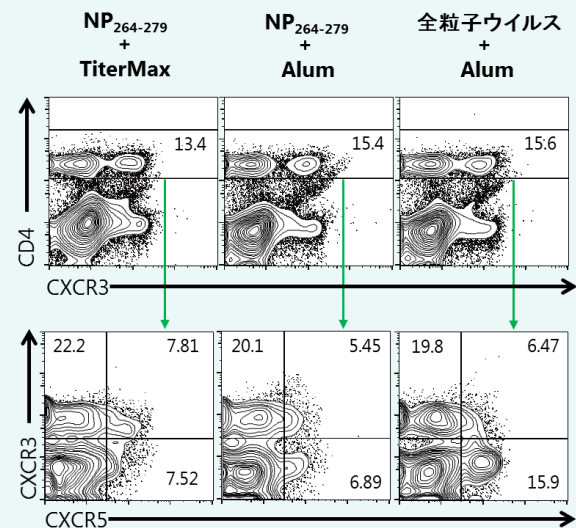 NP264-279
+
TiterMax
NP264-279
+
Alum
全粒子ウイルス
+
Alum
CD4
13.4
15.4
15:6
CXCR3
CXCR3
22.2
7.81
7.52
20.1
5.45
6.89
19.8
6.47
15.9
CXCR5